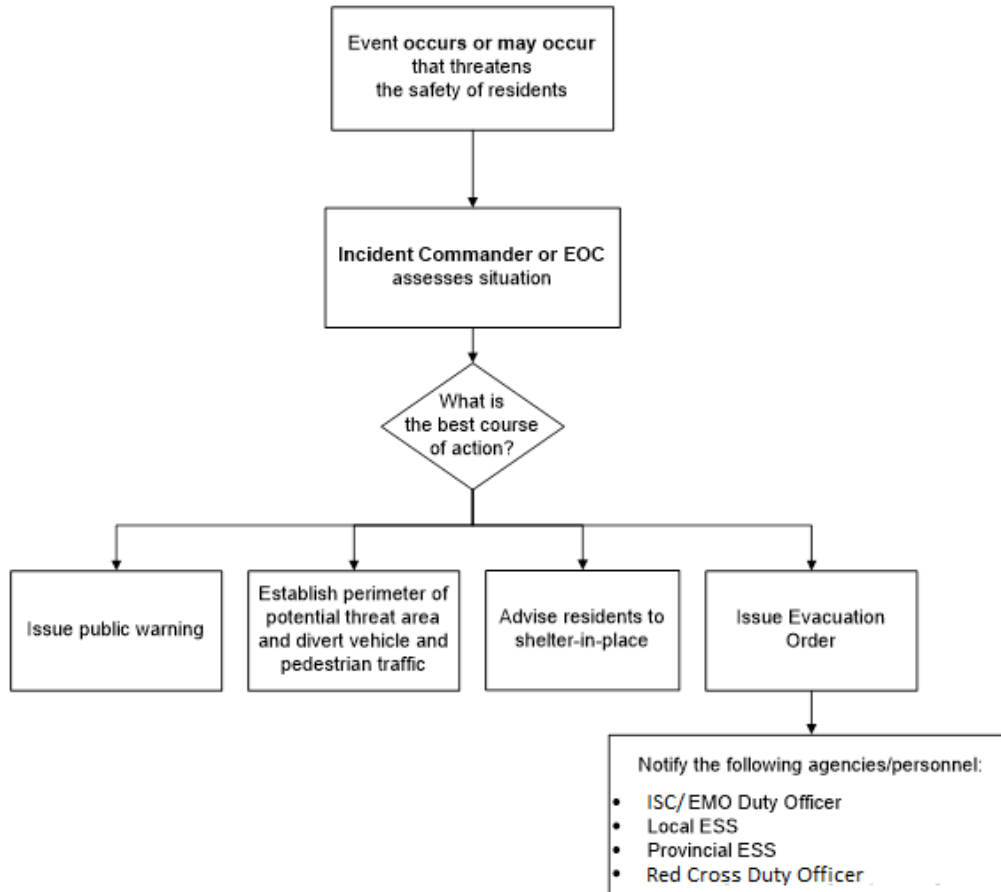 Event occurs or may occur
that threatens
the safety of residents
Incident Commander or EOC
assesses situation
What is
the best course
of action?
Issue public warning
Establish perimeter of
potential threat area
and divert vehicle and
pedestrian traffic
Advise residents to
shelter-in-place
Issue Evacuation
Order
Notify the following agencies/personnel:
• ISC/EMO Duty Officer
• Local ESS
• Provincial ESS
• Red Cross Duty Officer